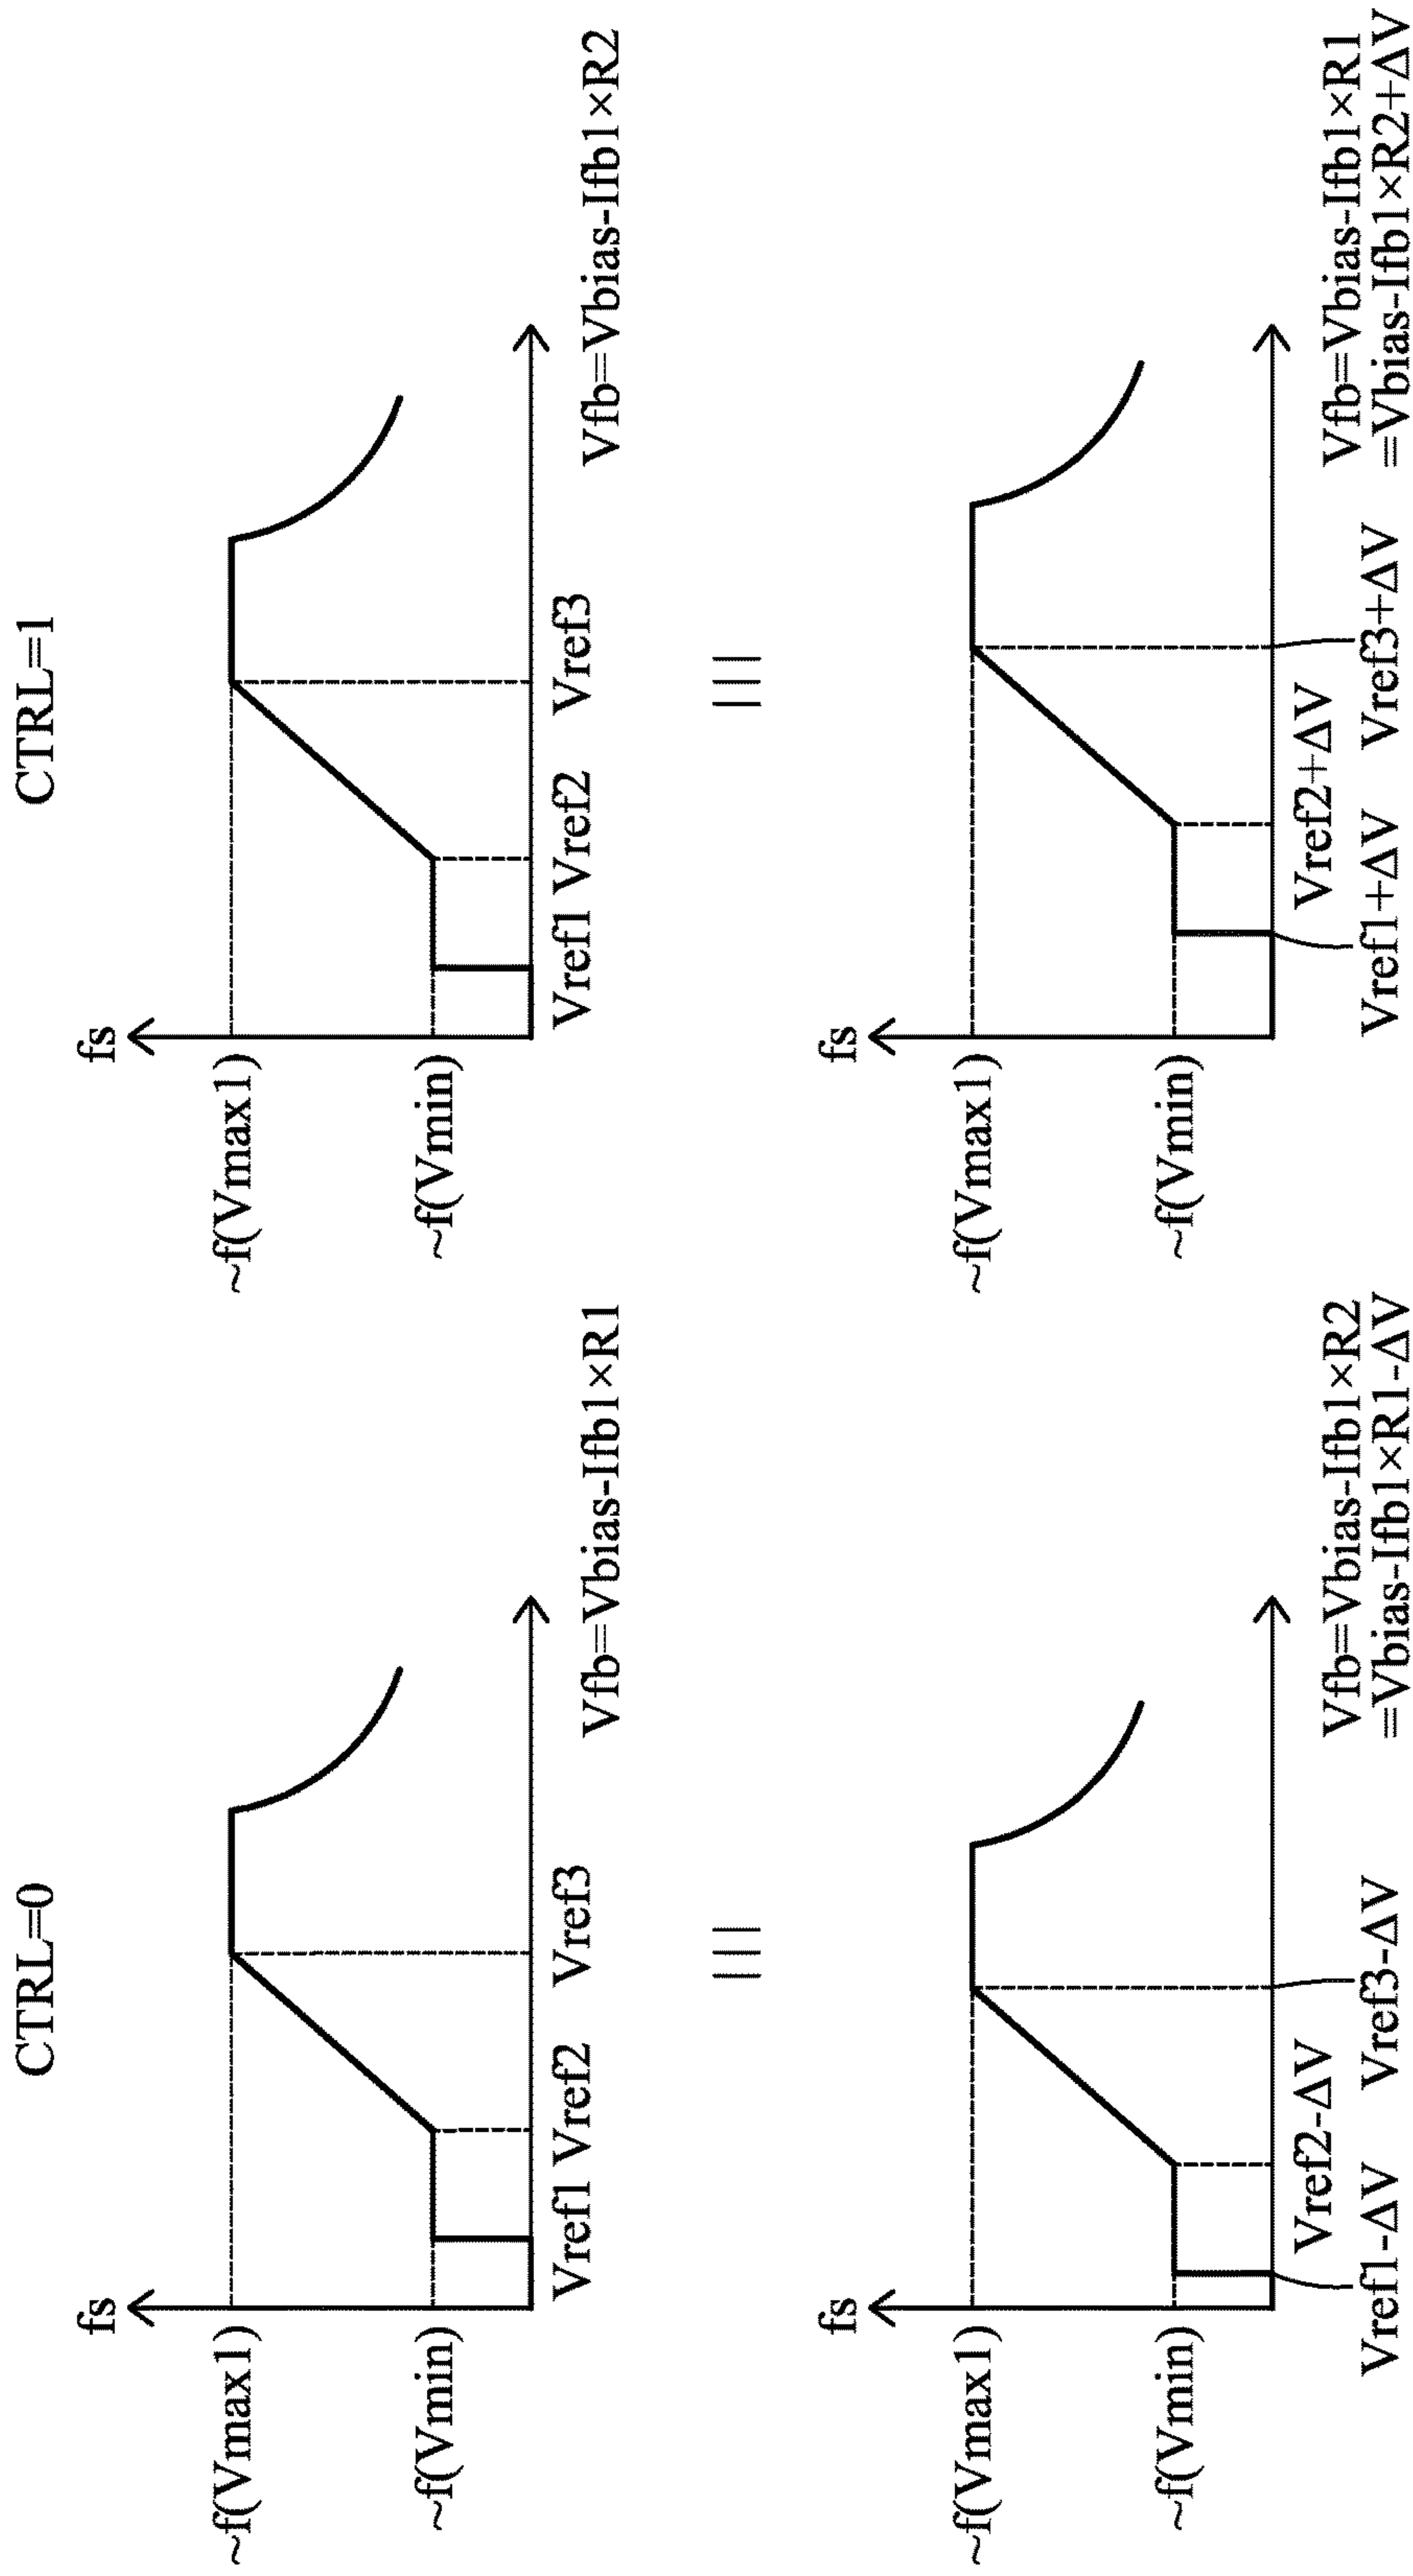 CTRL=0
fs
~f(Vmax1)
~f(Vmin)
Vref1 Vref2 Vref3
Vfb=Vbias-Ifb1×R1
fs
~f(Vmax1)
~f(Vmin)
Vref2-ΔV
Vref1-ΔV Vref3-ΔV
Vfb=Vbias-Ifb1×R2
=Vbias-Ifb1×R1-ΔV
CTRL=1
fs
~f(Vmax1)
~f(Vmin)
Vref1 Vref2 Vref3
Vfb=Vbias-Ifb1×R2
fs
~f(Vmax1)
~f(Vmin)
Vref2+ΔV
Vref1+ΔV Vref3+ΔV
Vfb=Vbias-Ifb1×R1
=Vbias-Ifb1×R2+ΔV